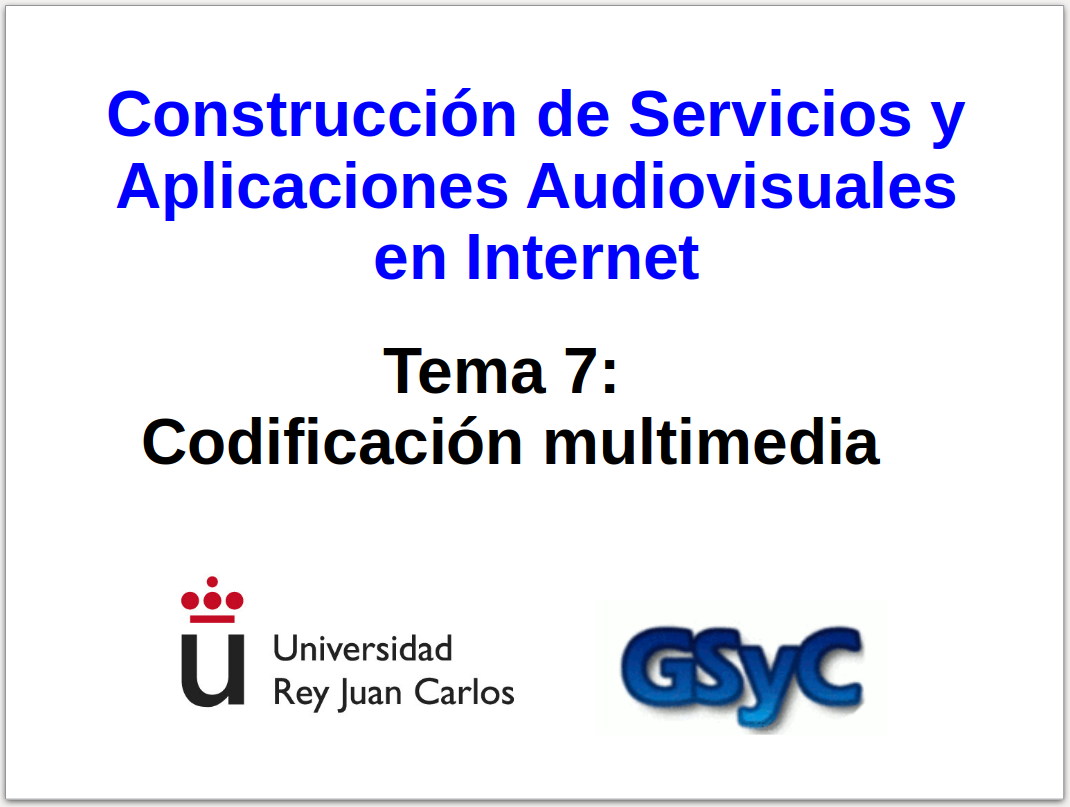 Construcción de Servicios y
Aplicaciones Audiovisuales
en Internet
Tema 7:
Codificación multimedia
u
Universidad
Rey Juan Carlos
GSyC